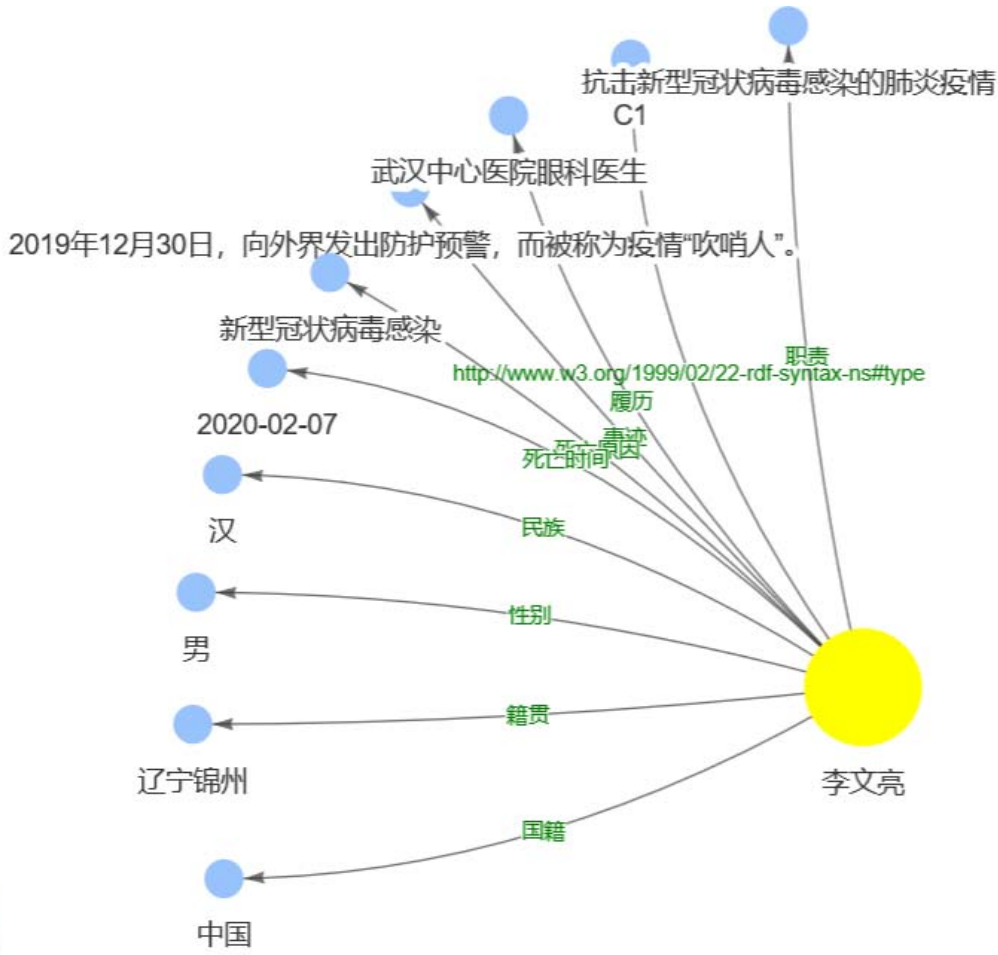 抗击新型冠状病毒感染的肺炎疫情
C1
武汉中心医院眼科医生
2019年12月30日，向外界发出防护预警，而被称为疫情“吹哨人”。
新型冠状病毒感染
职责
http://www.w3.org/1999/02/22-rdf-syntax-ns#type
履历
2020-02-07
事迹
死亡原因
死亡时间
汉
民族
性别
男
籍贯
辽宁锦州
李文亮
国籍
中国